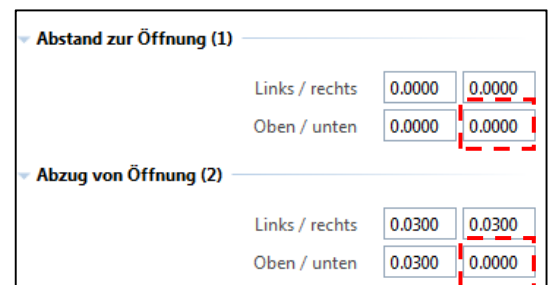 Abstand zur Öffnung (1)
Links / rechts 0.0000 0.0000
Oben / unten 0.0000 0.0000
Abzug von Öffnung (2)
Links / rechts 0.0300 0.0300
Oben / unten 0.0300 0.0000